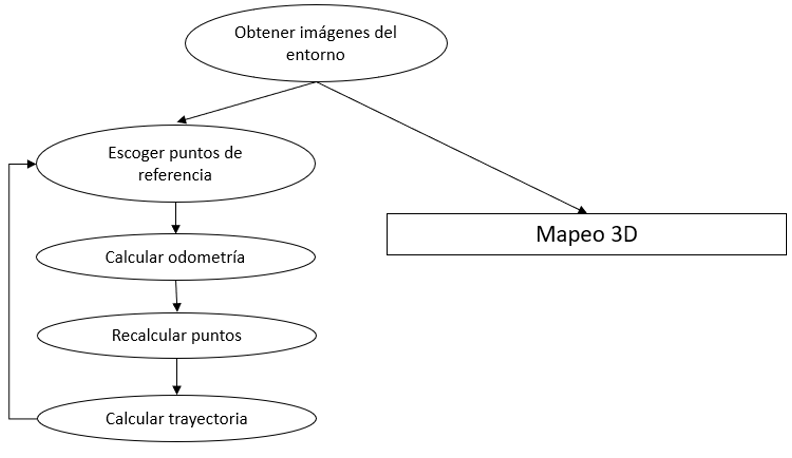 Obtener imágenes del
entorno
Escoger puntos de
referencia
Mapeo 3D
Calcular odometría
Recalcular puntos
Calcular trayectoria